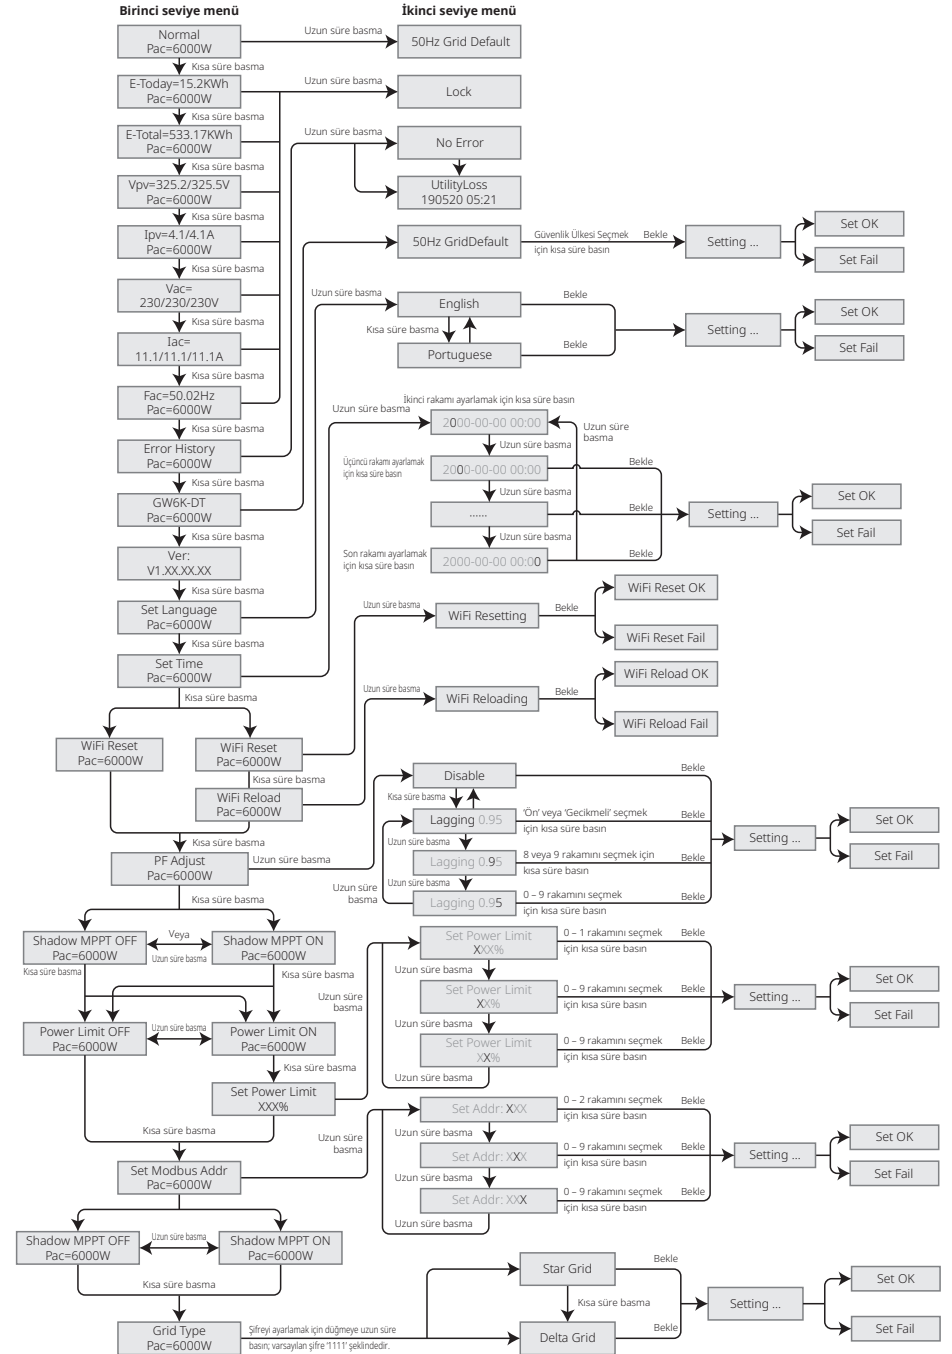 Birinci seviye menü
İkinci seviye menü
Normal
Pac=6000W
Uzun süre basma
50Hz Grid Default
Kısa süre basma
E-Today=15.2KWh
Pac=6000W
Uzun süre basma
Lock
Kısa süre basma
E-Total=533.17KWh
Pac=6000W
Uzun süre basma
No Error
Kısa süre basma
Vpv=325.2/325.5V
Pac=6000W
UtilityLoss
190520 05:21
Kısa süre basma
Ipv=4.1/4.1A
Pac=6000W
50Hz GridDefault
Güvenlik Ülkesi Seçmek
için kısa süre basın
Bekle
Setting ...
Set OK
Set Fail
Kısa süre basma
Vac=
230/230/230V
Uzun süre basma
English
Kısa süre basma
Portuguese
Bekle
Bekle
Setting ...
Set OK
Set Fail
Kısa süre basma
Iac=
11.1/11.1/11.1A
Kısa süre basma
Fac=50.02Hz
Pac=6000W
Kısa süre basma
Error History
Pac=6000W
Kısa süre basma
GW6K-DT
Pac=6000W
Kısa süre basma
Ver:
V1.XX.XX.XX
Kısa süre basma
Set Language
Pac=6000W
Kısa süre basma
Set Time
Pac=6000W
Kısa süre basma
İkinci rakamı ayarlamak için kısa süre basın
Uzun süre basma
2000-00-00 00:00
Uzun süre
basma
Uzun süre basma
Üçüncü rakamı ayarlamak
için kısa süre basın
2000-00-00 00:00
Bekle
Uzun süre basma
......
Bekle
Uzun süre basma
Son rakamı ayarlamak
için kısa süre basın
2000-00-00 00:00
Bekle
Setting ...
Set OK
Set Fail
Uzun süre basma
WiFi Resetting
Bekle
WiFi Reset OK
WiFi Reset Fail
Uzun süre basma
WiFi Reloading
Bekle
WiFi Reload OK
WiFi Reload Fail
WiFi Reset
Pac=6000W
WiFi Reset
Pac=6000W
Kısa süre basma
WiFi Reload
Pac=6000W
Kısa süre basma
PF Adjust
Pac=6000W
Uzun süre basma
Kısa süre basma
Disable
Bekle
Kısa süre basma
Lagging 0.95
‘Ön’ veya ‘Gecikmeli’ seçmek
için kısa süre basın
Uzun süre basma
Lagging 0.95
8 veya 9 rakamını seçmek için
kısa süre basın
Bekle
Uzun süre basma
Uzun süre
basma
Lagging 0.95
0 – 9 rakamını seçmek
için kısa süre basın
Bekle
Setting ...
Set OK
Set Fail
Shadow MPPT OFF
Pac=6000W
Veya
Uzun süre basma
Shadow MPPT ON
Pac=6000W
Kısa süre basma
Kısa süre basma
Power Limit OFF
Pac=6000W
Uzun süre basma
Power Limit ON
Pac=6000W
Kısa süre basma
Set Power Limit
XXX%
Uzun süre
basma
Set Power Limit
XXX%
0 – 1 rakamını seçmek
için kısa süre basın
Bekle
Uzun süre basma
Set Power Limit
XX%
0 – 9 rakamını seçmek
için kısa süre basın
Bekle
Uzun süre basma
Set Power Limit
XX%
0 – 9 rakamını seçmek
için kısa süre basın
Bekle
Uzun süre basma
Setting ...
Set OK
Set Fail
Kısa süre basma
Set Modbus Addr
Pac=6000W
Uzun süre
basma
Set Addr: XXX
0 – 2 rakamını seçmek
için kısa süre basın
Bekle
Uzun süre basma
Set Addr: XXX
0 – 9 rakamını seçmek
için kısa süre basın
Bekle
Uzun süre basma
Set Addr: XXX
0 – 9 rakamını seçmek
için kısa süre basın
Bekle
Uzun süre basma
Setting ...
Set OK
Set Fail
Shadow MPPT OFF
Pac=6000W
Uzun süre basma
Shadow MPPT ON
Pac=6000W
Kısa süre basma
Grid Type
Pac=6000W
Şifreyi ayarlamak için düğmeye uzun süre
basın; varsayılan şifre ‘1111’ şeklindedir.
Star Grid
Bekle
Kısa süre basma
Delta Grid
Bekle
Setting ...
Set OK
Set Fail